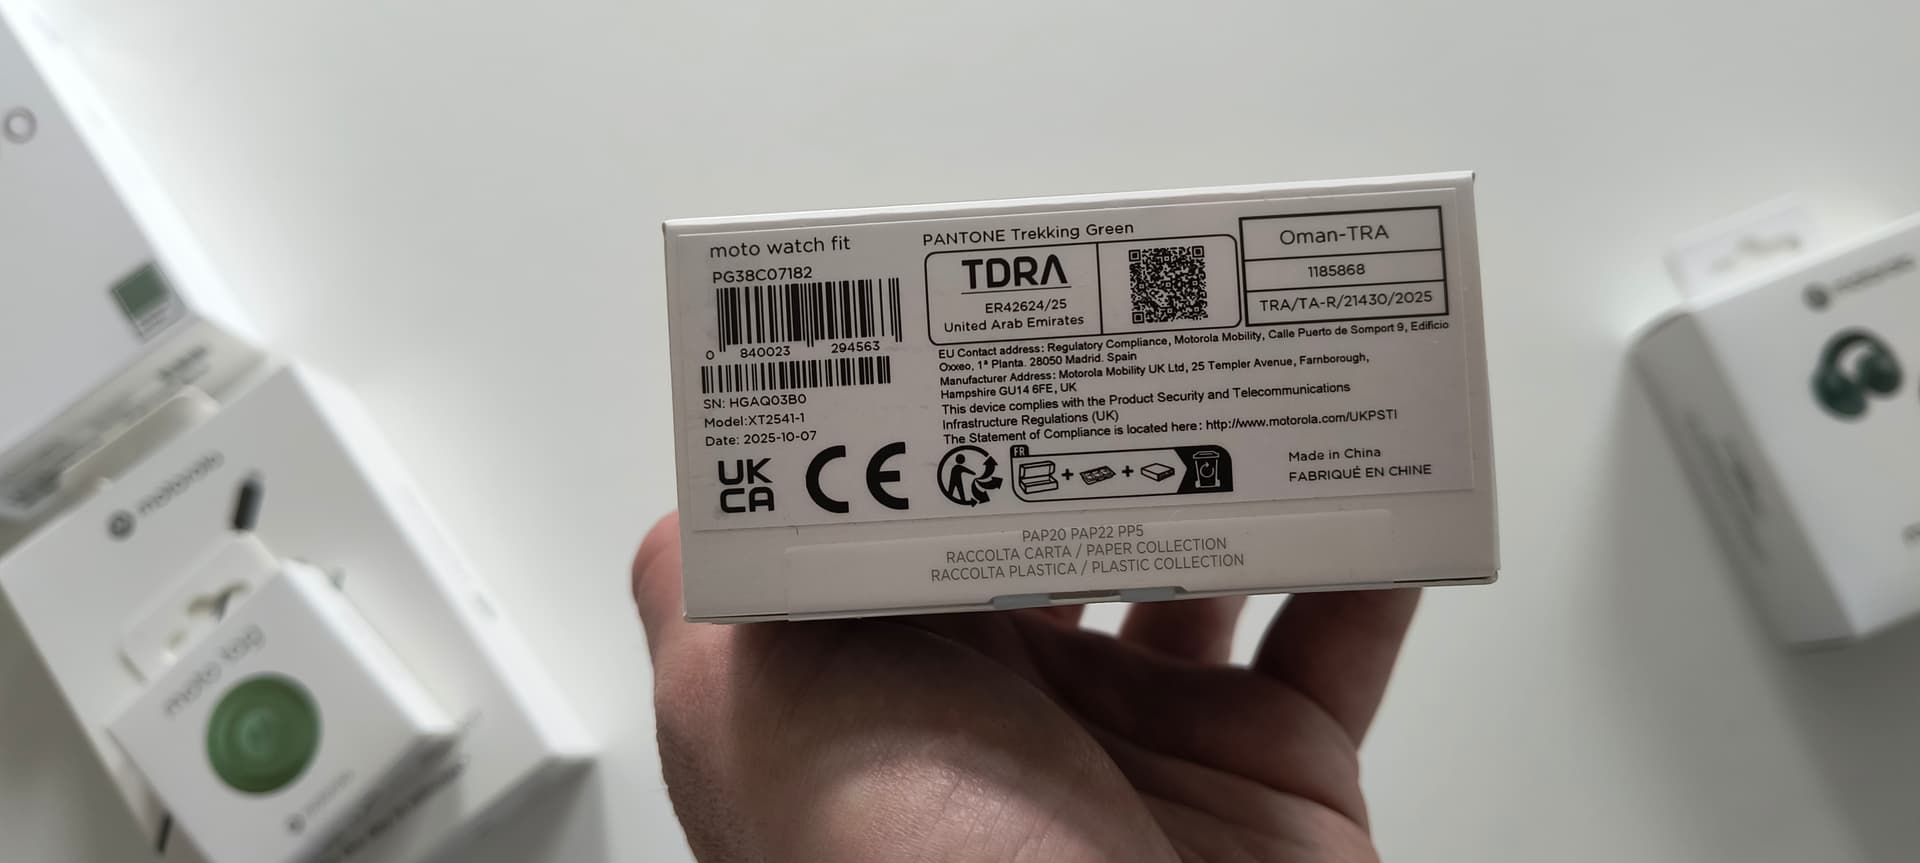 moto watch fit
PG38C07182
0 840023 294563
SN: HGAQ03B0
Model:XT2541-1
Date: 2025-10-07
UK
CA
CE
PANTONE Trekking Green
TDRA
ER42624/25
United Arab Emirates
Oman-TRA
1185868
TRA/TA-R/21430/2025
EU Contact address: Regulatory Compliance, Motorola Mobility, Calle Puerto de Somport 9, Edificio
Oxxeo, 1ª Planta. 28050 Madrid. Spain
Manufacturer Address: Motorola Mobility UK Ltd, 25 Templer Avenue, Farnborough,
Hampshire GU14 6FE, UK
This device complies with the Product Security and Telecommunications
Infrastructure Regulations (UK)
The Statement of Compliance is located here: http://www.motorola.com/UKPSTI
FR
Made in China
FABRIQUÉ EN CHINE
PAP20 PAP22 PP5
RACCOLTA CARTA / PAPER COLLECTION
RACCOLTA PLASTICA / PLASTIC COLLECTION
motorola
moto tag